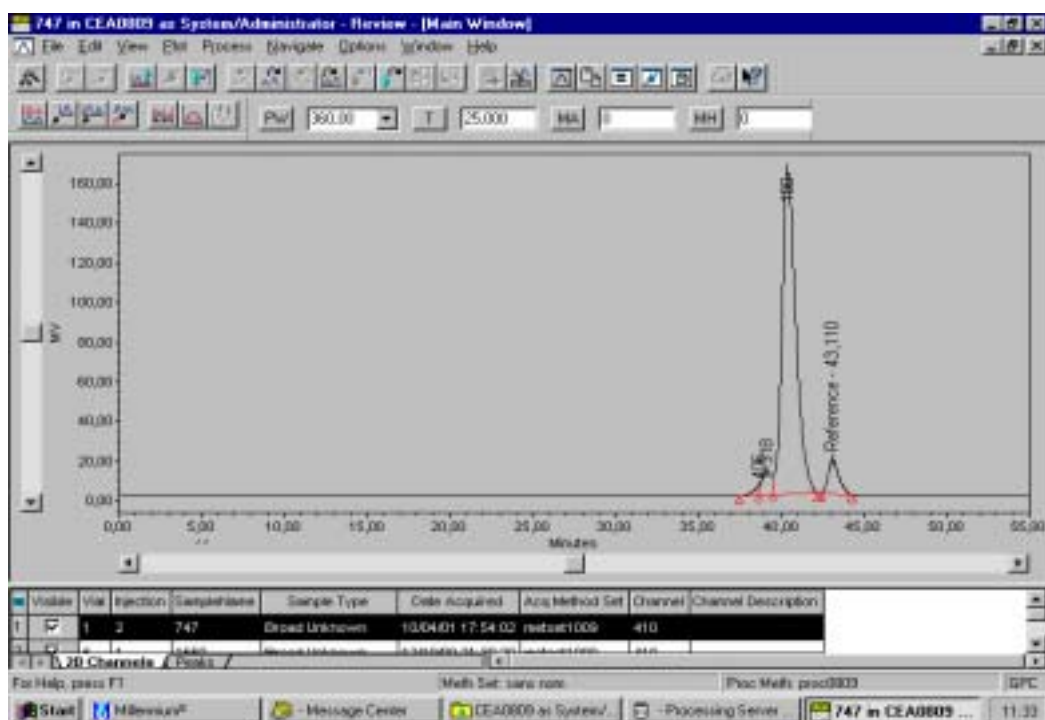 747 in CEA0809 as System/Administrator - Review - [Main Window]
File Edit View Plot Process Navigate Options Window Help
PW 360.00 T 25.000 MA 0 MH 0
160,00
140,00
120,00
100,00
80,00
60,00
40,00
20,00
0,00
MV
Reference - 43,110
0,00 5,00 10,00 15,00 20,00 25,00 30,00 35,00 40,00 45,00 50,00 55,00
Minutes
Visible Vial Injection SampleName Sample Type Date Acquired Acq Method Set Channel Channel Description
1 1 2 747 Broad Unknown 10/04/01 17:54:02 metset1009 410
2D Channels Peaks
For Help, press F1 Meth Set: sans nom Proc Meth: proc0809 GPC
Start Millennium® - Message Center CEA0809 as System/... - Processing Server ... 747 in CEA0809 ... 11:33